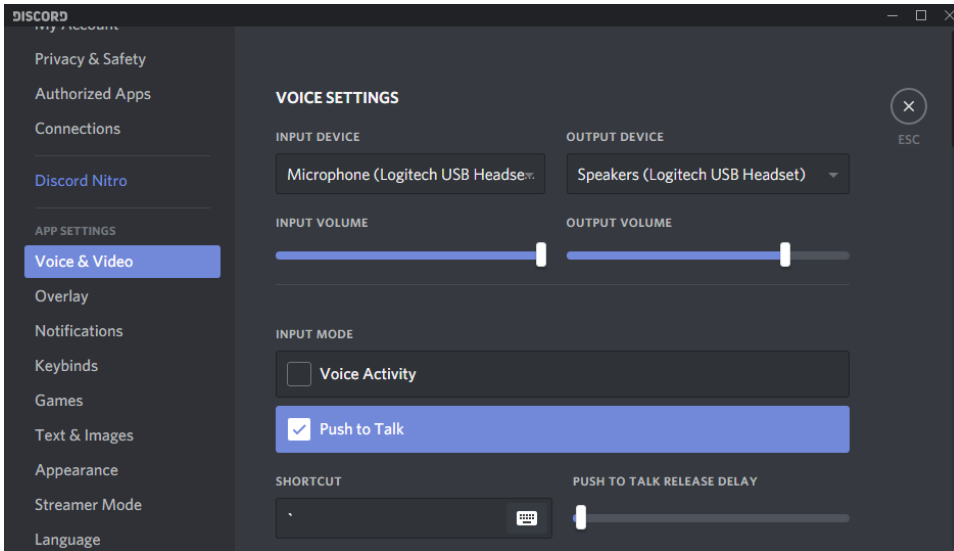 DISCORD
My Account
Privacy & Safety
Authorized Apps
Connections
Discord Nitro
APP SETTINGS
Voice & Video
Overlay
Notifications
Keybinds
Games
Text & Images
Appearance
Streamer Mode
Language
VOICE SETTINGS
INPUT DEVICE
Microphone (Logitech USB Headse...
OUTPUT DEVICE
Speakers (Logitech USB Headset)
INPUT VOLUME
OUTPUT VOLUME
INPUT MODE
Voice Activity
Push to Talk
SHORTCUT
`
PUSH TO TALK RELEASE DELAY
ESC